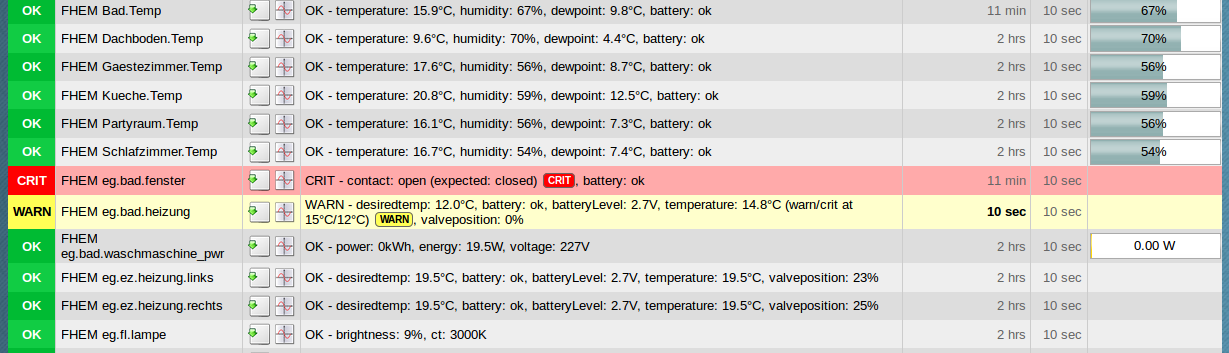 OK FHEM Bad.Temp OK - temperature: 15.9°C, humidity: 67%, dewpoint: 9.8°C, battery: ok 11 min 10 sec 67%
OK FHEM Dachboden.Temp OK - temperature: 9.6°C, humidity: 70%, dewpoint: 4.4°C, battery: ok 2 hrs 10 sec 70%
OK FHEM Gaestezimmer.Temp OK - temperature: 17.6°C, humidity: 56%, dewpoint: 8.7°C, battery: ok 2 hrs 10 sec 56%
OK FHEM Kueche.Temp OK - temperature: 20.8°C, humidity: 59%, dewpoint: 12.5°C, battery: ok 2 hrs 10 sec 59%
OK FHEM Partyraum.Temp OK - temperature: 16.1°C, humidity: 56%, dewpoint: 7.3°C, battery: ok 2 hrs 10 sec 56%
OK FHEM Schlafzimmer.Temp OK - temperature: 16.7°C, humidity: 54%, dewpoint: 7.4°C, battery: ok 2 hrs 10 sec 54%
CRIT FHEM eg.bad.fenster CRIT - contact: open (expected: closed) CRIT, battery: ok 11 min 10 sec
WARN FHEM eg.bad.heizung WARN - desiredtemp: 12.0°C, battery: ok, batteryLevel: 2.7V, temperature: 14.8°C (warn/crit at
15°C/12°C) WARN, valveposition: 0% 10 sec 10 sec
OK FHEM
eg.bad.waschmaschine_pwr OK - power: 0kWh, energy: 19.5W, voltage: 227V 2 hrs 10 sec 0.00 W
OK FHEM eg.ez.heizung.links OK - desiredtemp: 19.5°C, battery: ok, batteryLevel: 2.7V, temperature: 19.5°C, valveposition: 23% 2 hrs 10 sec
OK FHEM eg.ez.heizung.rechts OK - desiredtemp: 19.5°C, battery: ok, batteryLevel: 2.7V, temperature: 19.5°C, valveposition: 25% 2 hrs 10 sec
OK FHEM eg.fl.lampe OK - brightness: 9%, ct: 3000K 2 hrs 10 sec